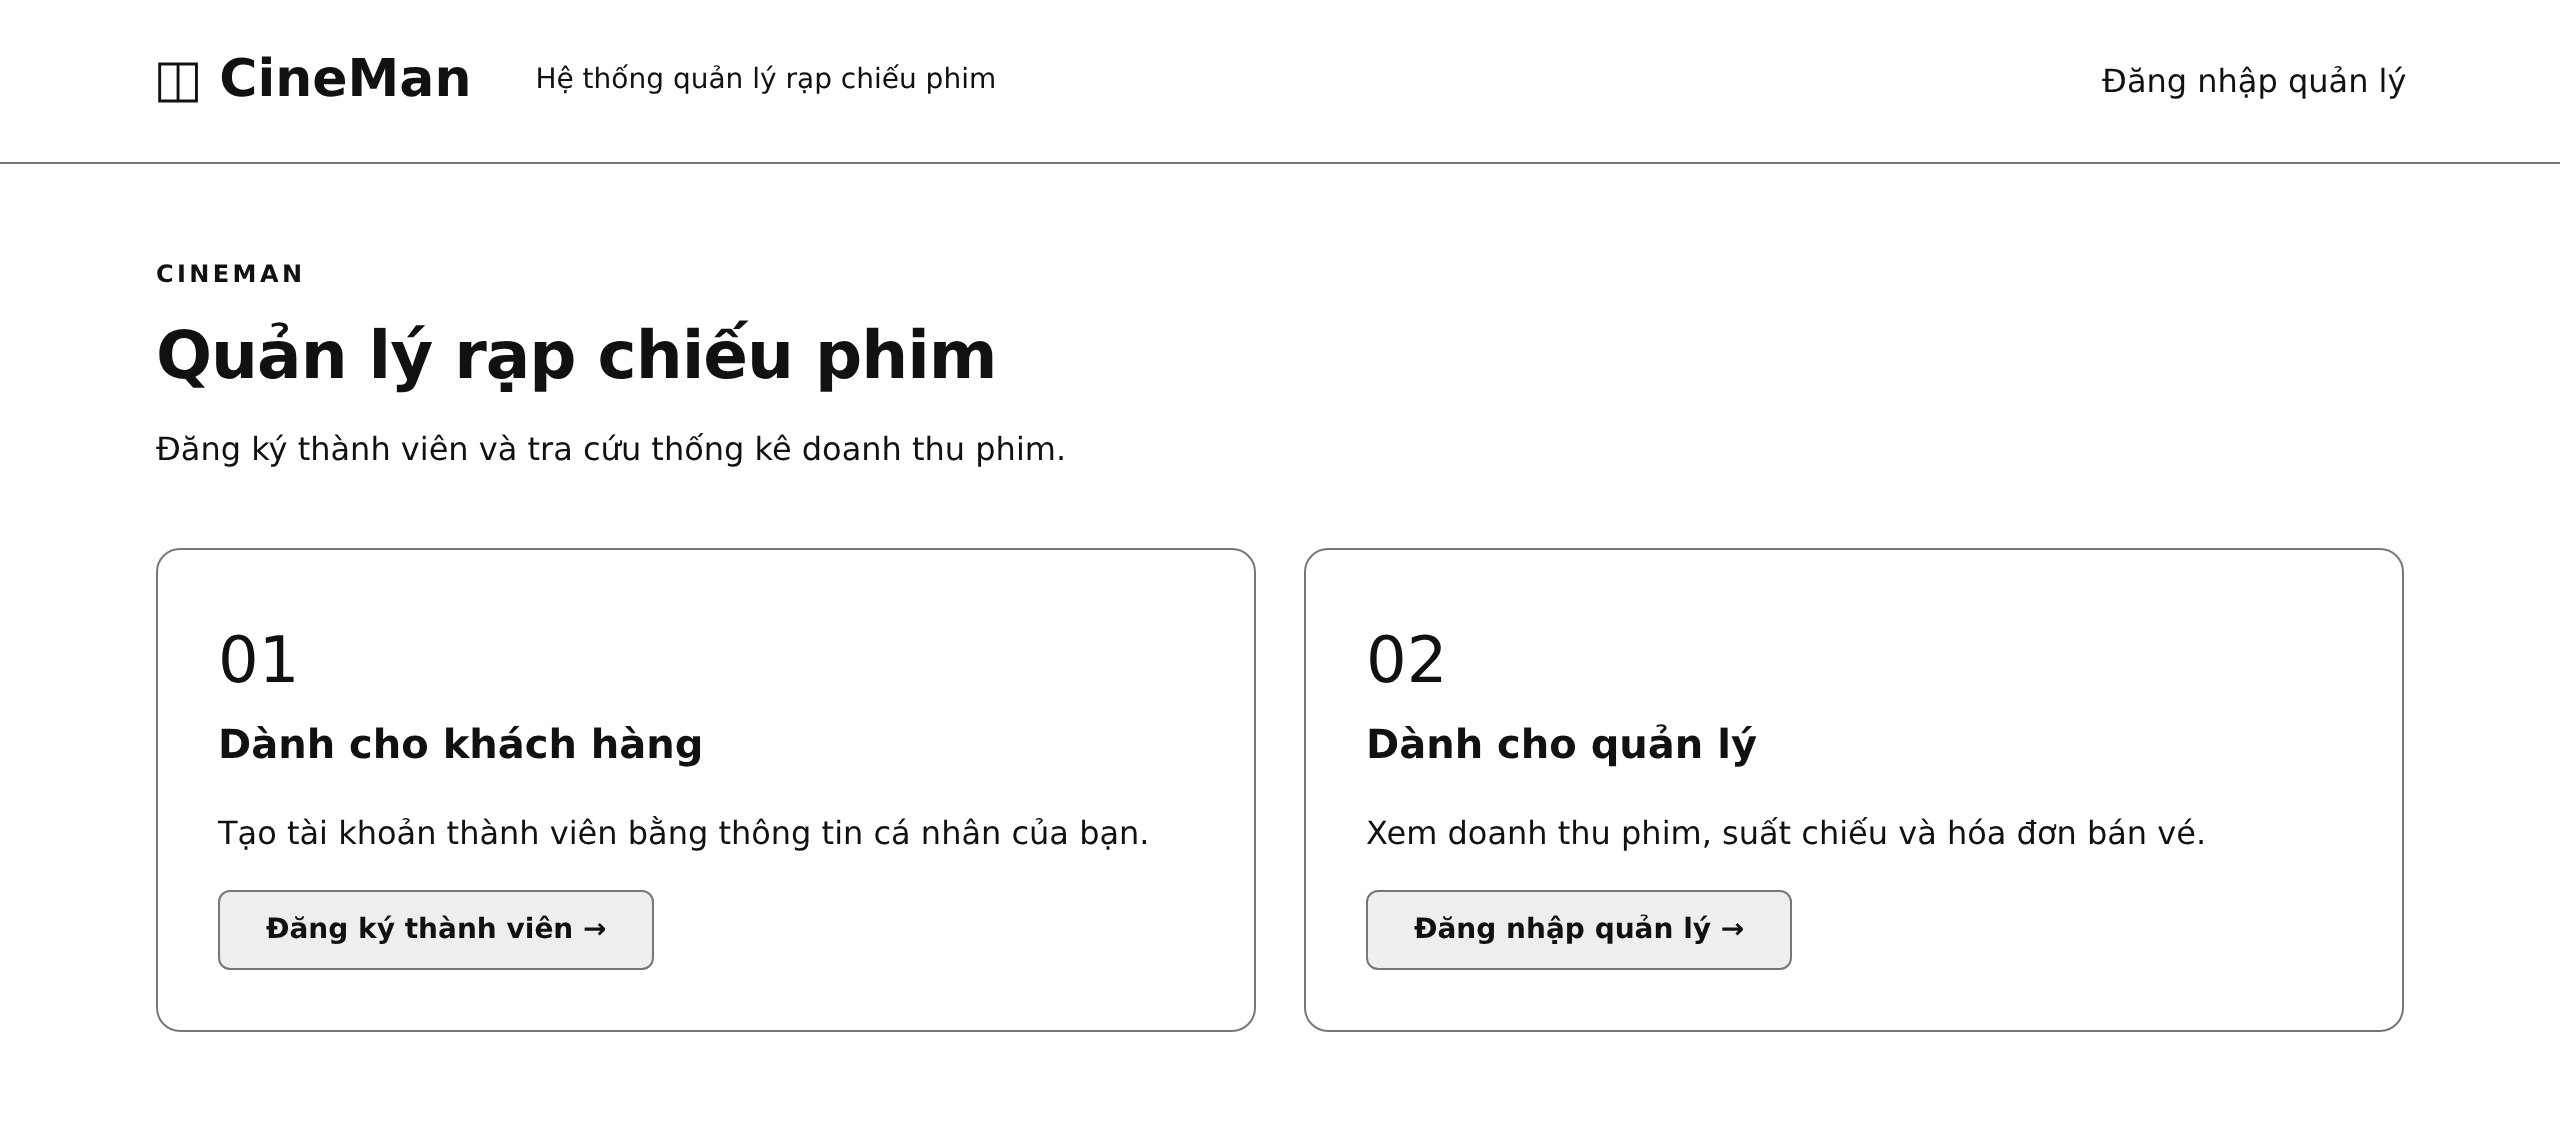 CineMan
Hệ thống quản lý rạp chiếu phim
Đăng nhập quản lý
CINEMAN
Quản lý rạp chiếu phim
Đăng ký thành viên và tra cứu thống kê doanh thu phim.
01
Dành cho khách hàng
Tạo tài khoản thành viên bằng thông tin cá nhân của bạn.
Đăng ký thành viên →
02
Dành cho quản lý
Xem doanh thu phim, suất chiếu và hóa đơn bán vé.
Đăng nhập quản lý →